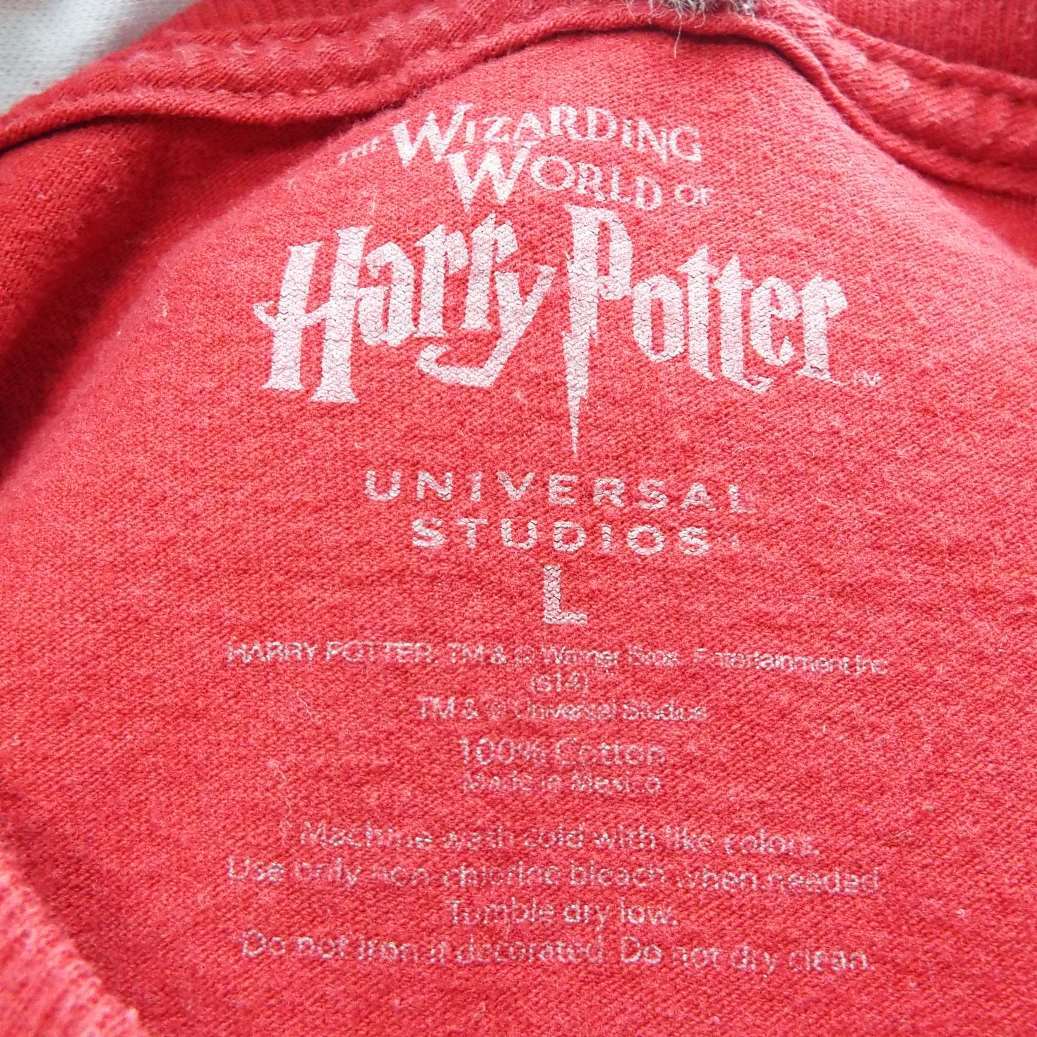 THE WIZARDING
WORLD OF
Harry Potter™
UNIVERSAL
STUDIOS
L
HARRY POTTER, TM & © Warner Bros. Entertainment Inc
(s14)
TM & © Universal Studios
100% Cotton
Made in Mexico
Machine wash cold with like colors.
Use only non-chlorine bleach when needed.
Tumble dry low.
Do not iron if decorated. Do not dry clean.